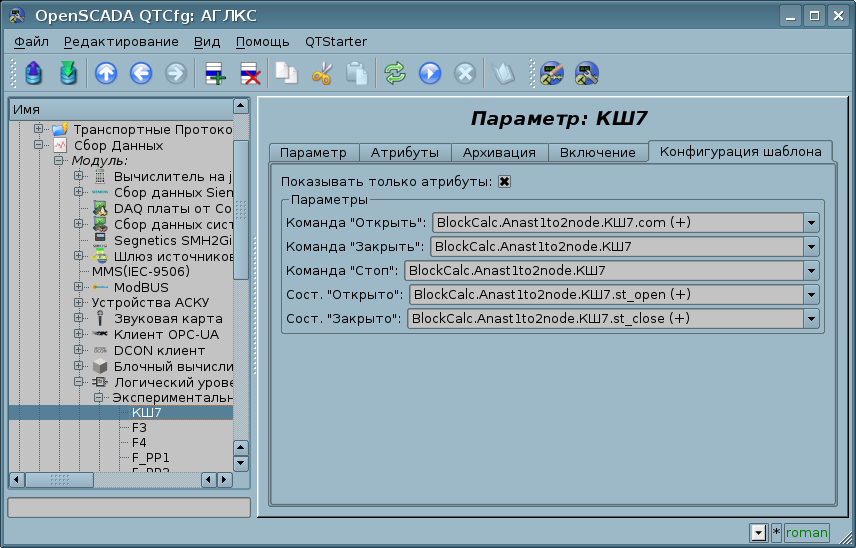 OpenSCADA QTCfg: АГЛКС
Файл Редактирование Вид Помощь QTStarter
Имя
Транспортные Протоко
Сбор Данных
Модуль:
Вычислитель на j
Сбор данных Sien
DAQ платы от Co
Сбор данных сист
Segnetics SMH2Gi
Шлюз источников
MMS(IEC-9506)
ModBUS
Устройства АСКУ
Звуковая карта
Клиент OPC-UA
DCON клиент
Блочный вычисли
Логический урове
Экспериментальн
КШ7
F3
F4
F_PP1
F_PP3
Параметр: КШ7
Параметр Атрибуты Архивация Включение Конфигурация шаблона
Показывать только атрибуты:
Параметры
Команда "Открыть": BlockCalc.Anast1to2node.КШ7.com (+)
Команда "Закрыть": BlockCalc.Anast1to2node.КШ7
Команда "Стоп": BlockCalc.Anast1to2node.КШ7
Сост. "Открыто": BlockCalc.Anast1to2node.КШ7.st_open (+)
Сост. "Закрыто": BlockCalc.Anast1to2node.КШ7.st_close (+)
* roman